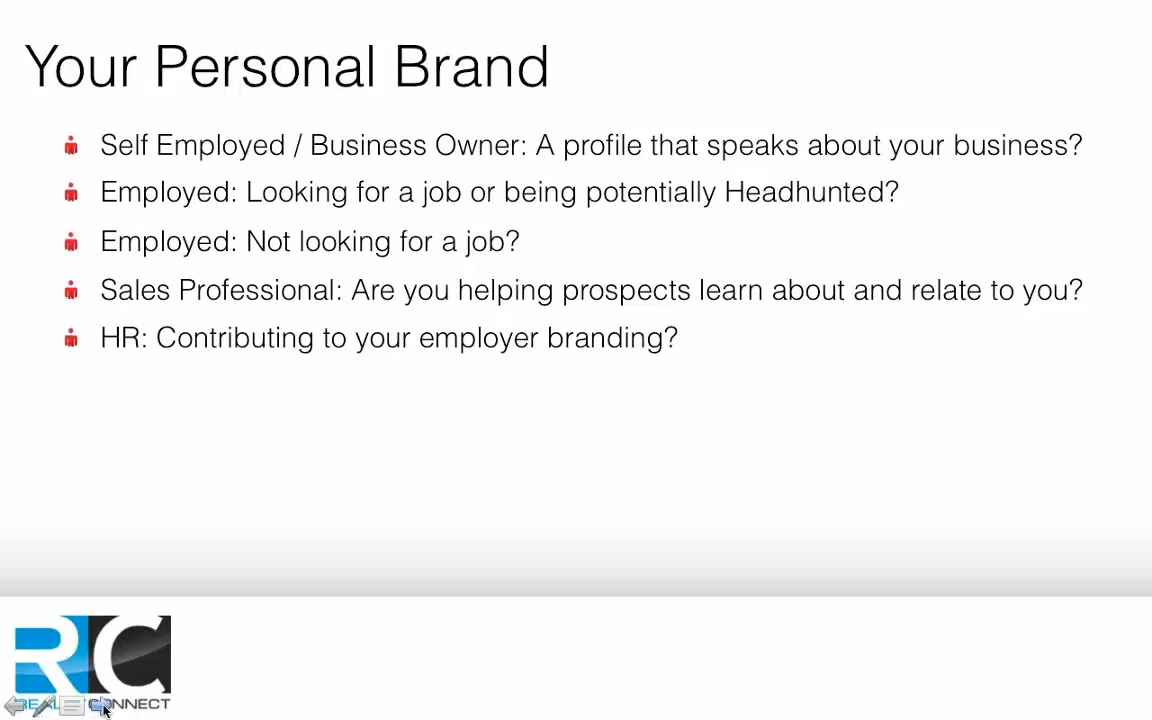 Your Personal Brand
Self Employed / Business Owner: A profile that speaks about your business?
Employed: Looking for a job or being potentially Headhunted?
Employed: Not looking for a job?
Sales Professional: Are you helping prospects learn about and relate to you?
HR: Contributing to your employer branding?
RC